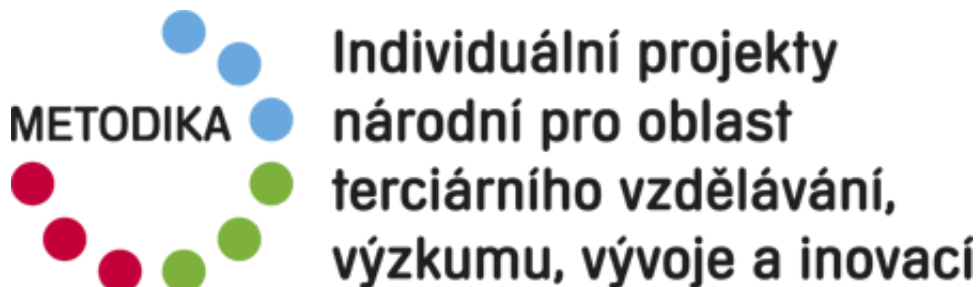 METODIKA
Individuální projekty
národní pro oblast
terciárního vzdělávání,
výzkumu, vývoje a inovací